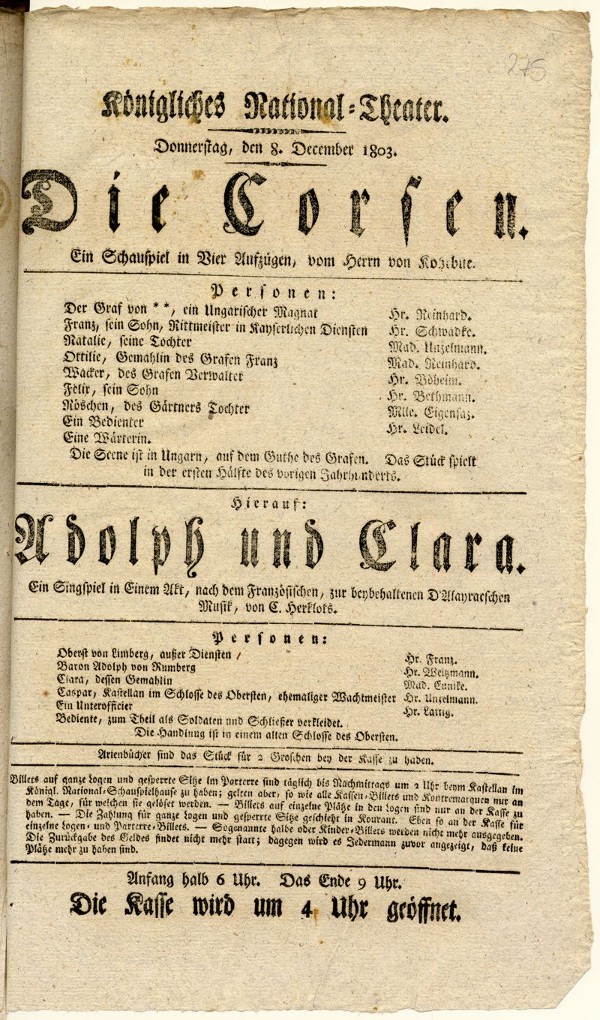 275
Königliches National-Theater.
Donnerstag, den 8. December 1803.
Die Corsen.
Ein Schauspiel in Vier Aufzügen, vom Herrn von Kotzebue.
Personen:
Der Graf von **, ein Ungarischer Magnat Hr. Reinhard.
Franz, sein Sohn, Rittmeister in Kayserlichen Diensten Hr. Schwadke.
Natalie, seine Tochter Mad. Unzelmann.
Ottilie, Gemahlin des Grafen Franz Mad. Reinhard.
Wacker, des Grafen Verwalter Hr. Böheim.
Felix, sein Sohn Hr. Bethmann.
Röschen, des Gärtners Tochter Mlle. Eigensaz.
Ein Bedienter Hr. Leidel.
Eine Wärterin.
Die Scene ist in Ungarn, auf dem Guthe des Grafen. Das Stück spielt
in der ersten Hälfte des vorigen Jahrhunderts.
Hierauf:
Adolph und Clara.
Ein Singspiel in Einem Akt, nach dem Französischen, zur beybehaltenen D'Alayracschen
Musik, von C. Herklots.
Personen:
Oberst von Limberg, außer Diensten Hr. Franz.
Baron Adolph von Rumberg Hr. Weitzmann.
Clara, dessen Gemahlin Mad. Eunike.
Caspar, Kastellan im Schlosse des Obersten, ehemaliger Wachtmeister Hr. Unzelmann.
Ein Unterofficier Hr. Lattig.
Bediente, zum Theil als Soldaten und Schließer verkleidet.
Die Handlung ist in einem alten Schlosse des Obersten.
Arienbücher sind das Stück für 2 Groschen bey der Kasse zu haben.
Billets auf ganze Logen und gesperrte Sitze im Parterre sind täglich bis Nachmittags um 2 Uhr beym Kastellan im
Königl. National-Schauspielhause zu haben; gelten aber, so wie alle Kassen-Billets und Kontremarquen nur an
dem Tage, für welchen sie gelöset werden. — Billets auf einzelne Plätze in den Logen sind nur an der Kasse zu
haben. — Die Zahlung für ganze Logen und gesperrte Sitze geschieht in Kourant. Eben so an der Kasse für
einzelne Logen- und Parterre-Billets. — Sogenannte halbe oder Kinder-Billets werden nicht mehr ausgegeben.
Die Zurückgabe des Geldes findet nicht mehr statt; dagegen wird es Jedermann zuvor angezeigt, daß keine
Plätze mehr zu haben sind.
Anfang halb 6 Uhr. Das Ende 9 Uhr.
Die Kasse wird um 4 Uhr geöffnet.